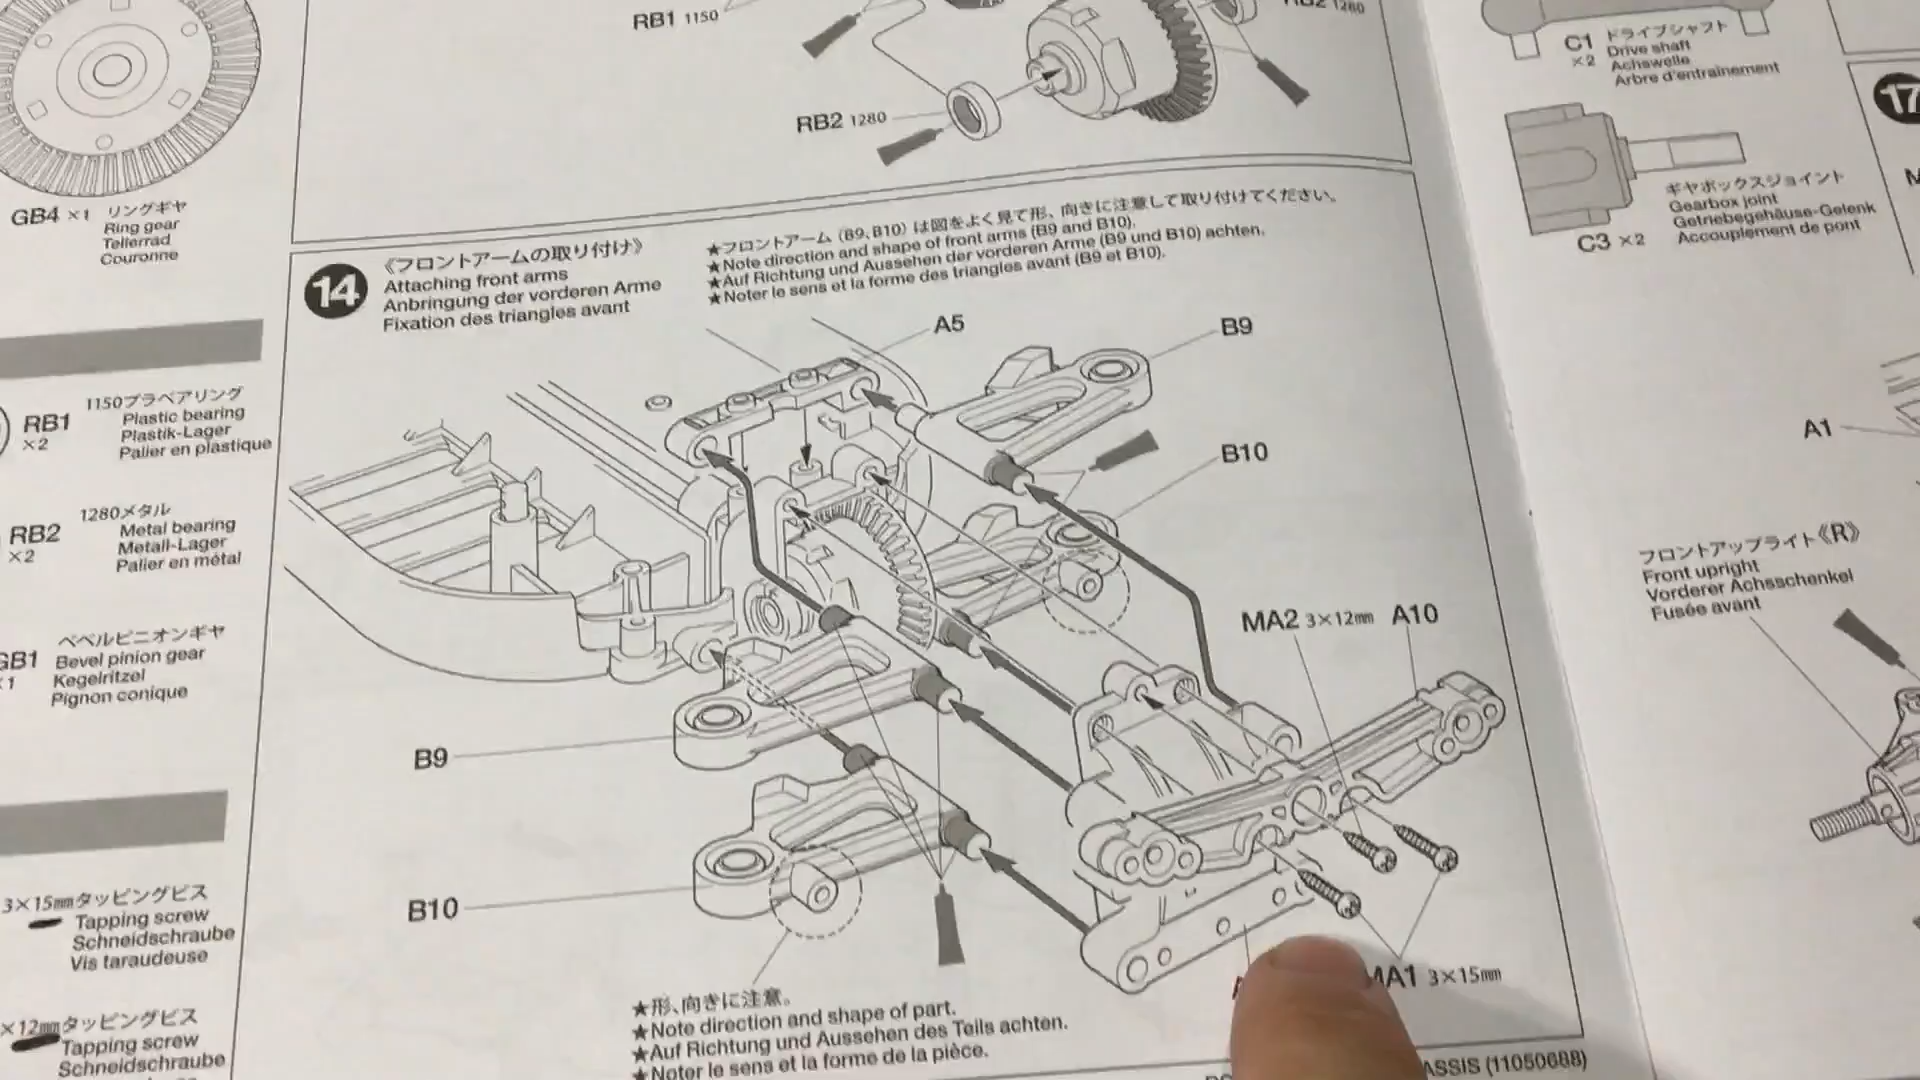 RB1 1150
RB2 1280
RB2 1280
GB4 ×1 リングギヤ
Ring gear
Tellerrad
Couronne
RB1
×2
1150プラベアリング
Plastic bearing
Plastik-Lager
Palier en plastique
RB2
×2
1280メタル
Metal bearing
Metall-Lager
Palier en métal
ベベルピニオンギヤ
Bevel pinion gear
Kegelritzel
Pignon conique
3×15㎜タッピングビス
Tapping screw
Schneidschraube
Vis taraudeuse
×12㎜タッピングビス
Tapping screw
Schneidschraube
14
《フロントアームの取り付け》
Attaching front arms
Anbringung der vorderen Arme
Fixation des triangles avant
★フロントアーム (B9、B10) は図をよく見て形、向きに注意して取り付けてください。
★Note direction and shape of front arms (B9 and B10).
★Auf Richtung und Aussehen der vorderen Arme (B9 und B10) achten.
★Noter le sens et la forme des triangles avant (B9 et B10).
A5
B9
B10
MA2 3×12㎜ A10
B9
B10
MA1 3×15㎜
★形、向きに注意。
★Note direction and shape of part.
★Auf Richtung und Aussehen des Teils achten.
★Noter le sens et la forme de la pièce.
ASSIS (11050688)
C1
×2
ドライブシャフト
Drive shaft
Achswelle
Arbre d'entraînement
C3 ×2
ギヤボックスジョイント
Gearbox joint
Getriebegehäuse-Gelenk
Accouplement de pont
17
A1
フロントアップライト《R》
Front upright
Vorderer Achsschenkel
Fusée avant